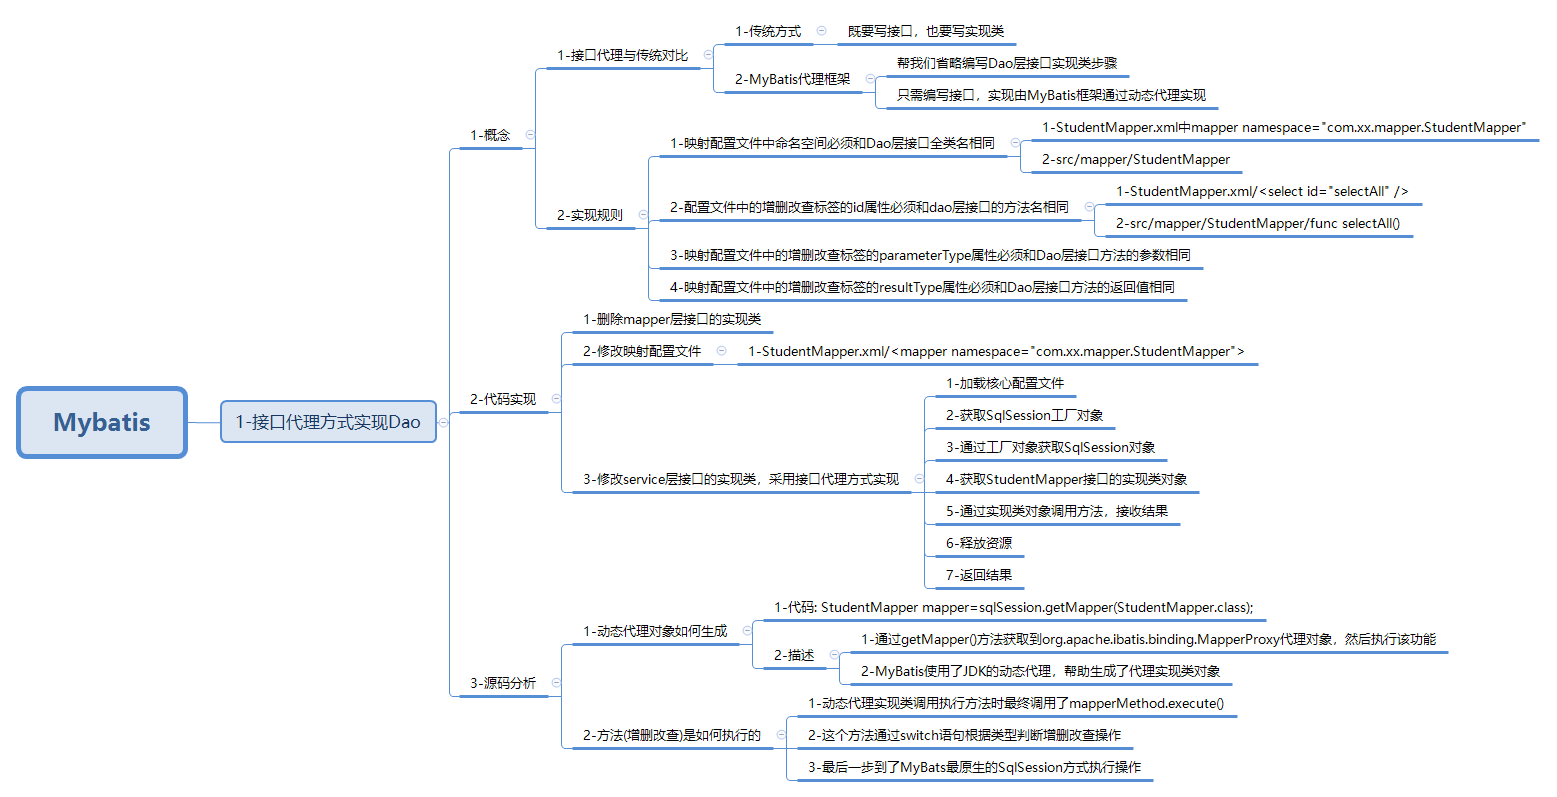 Mybatis
1-接口代理方式实现Dao
1-概念
1-接口代理与传统对比
1-传统方式
既要写接口，也要写实现类
2-MyBatis代理框架
帮我们省略编写Dao层接口实现类步骤
只需编写接口，实现由MyBatis框架通过动态代理实现
2-实现规则
1-映射配置文件中命名空间必须和Dao层接口全类名相同
1-StudentMapper.xml中mapper namespace="com.xx.mapper.StudentMapper"
2-src/mapper/StudentMapper
2-配置文件中的增删改查标签的id属性必须和dao层接口的方法名相同
1-StudentMapper.xml/<select id="selectAll" />
2-src/mapper/StudentMapper/func selectAll()
3-映射配置文件中的增删改查标签的parameterType属性必须和Dao层接口方法的参数相同
4-映射配置文件中的增删改查标签的resultType属性必须和Dao层接口方法的返回值相同
2-代码实现
1-删除mapper层接口的实现类
2-修改映射配置文件
1-StudentMapper.xml/<mapper namespace="com.xx.mapper.StudentMapper">
3-修改service层接口的实现类，采用接口代理方式实现
1-加载核心配置文件
2-获取SqlSession工厂对象
3-通过工厂对象获取SqlSession对象
4-获取StudentMapper接口的实现类对象
5-通过实现类对象调用方法，接收结果
6-释放资源
7-返回结果
3-源码分析
1-动态代理对象如何生成
1-代码: StudentMapper mapper=sqlSession.getMapper(StudentMapper.class);
2-描述
1-通过getMapper()方法获取到org.apache.ibatis.binding.MapperProxy代理对象，然后执行该功能
2-MyBatis使用了JDK的动态代理，帮助生成了代理实现类对象
2-方法(增删改查)是如何执行的
1-动态代理实现类调用执行方法时最终调用了mapperMethod.execute()
2-这个方法通过switch语句根据类型判断增删改查操作
3-最后一步到了MyBats最原生的SqlSession方式执行操作